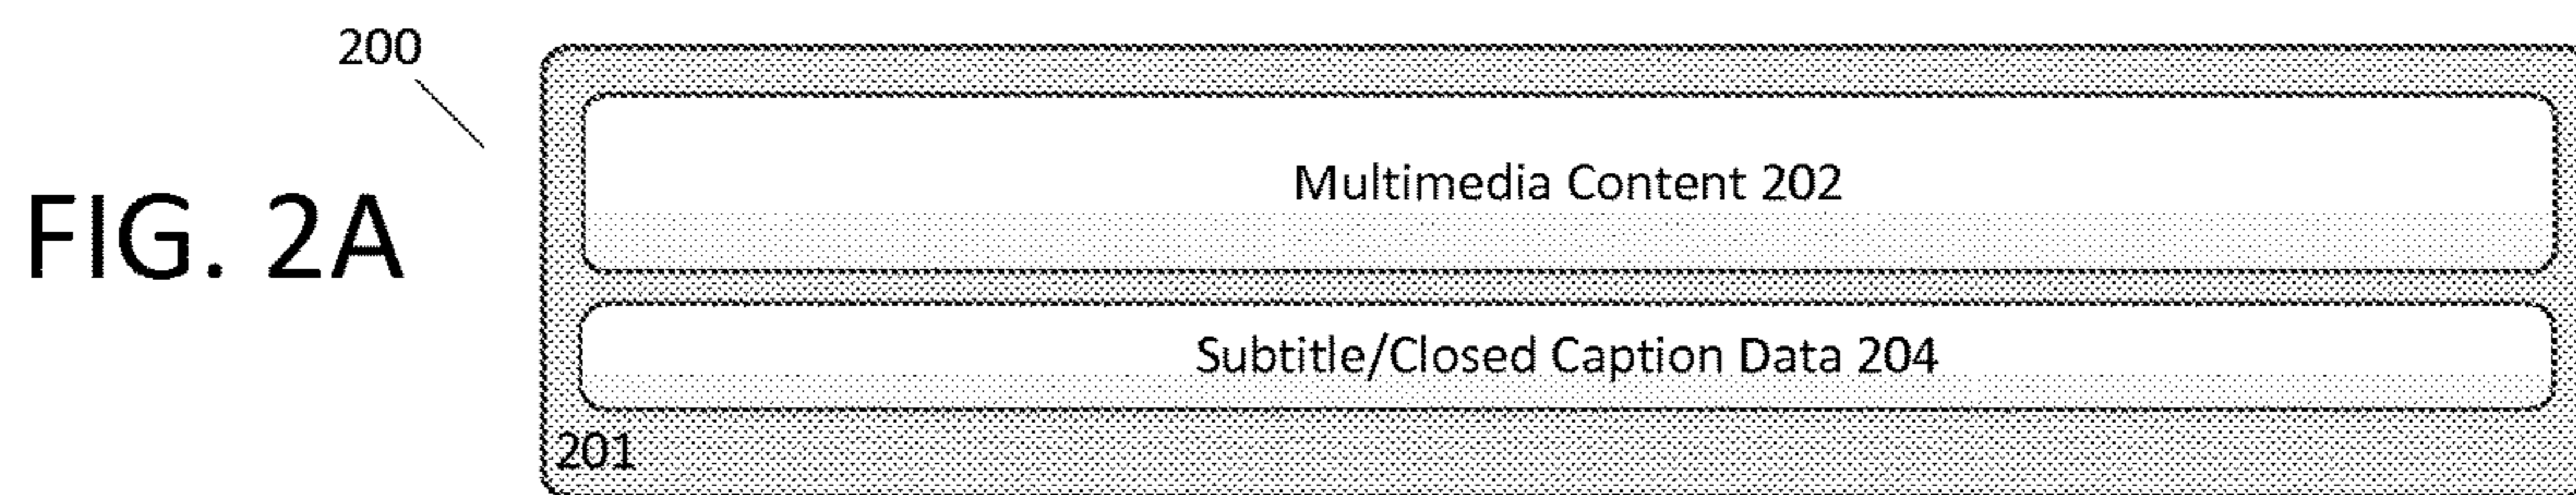 200
FIG. 2A
Multimedia Content 202
Subtitle/Closed Caption Data 204
201